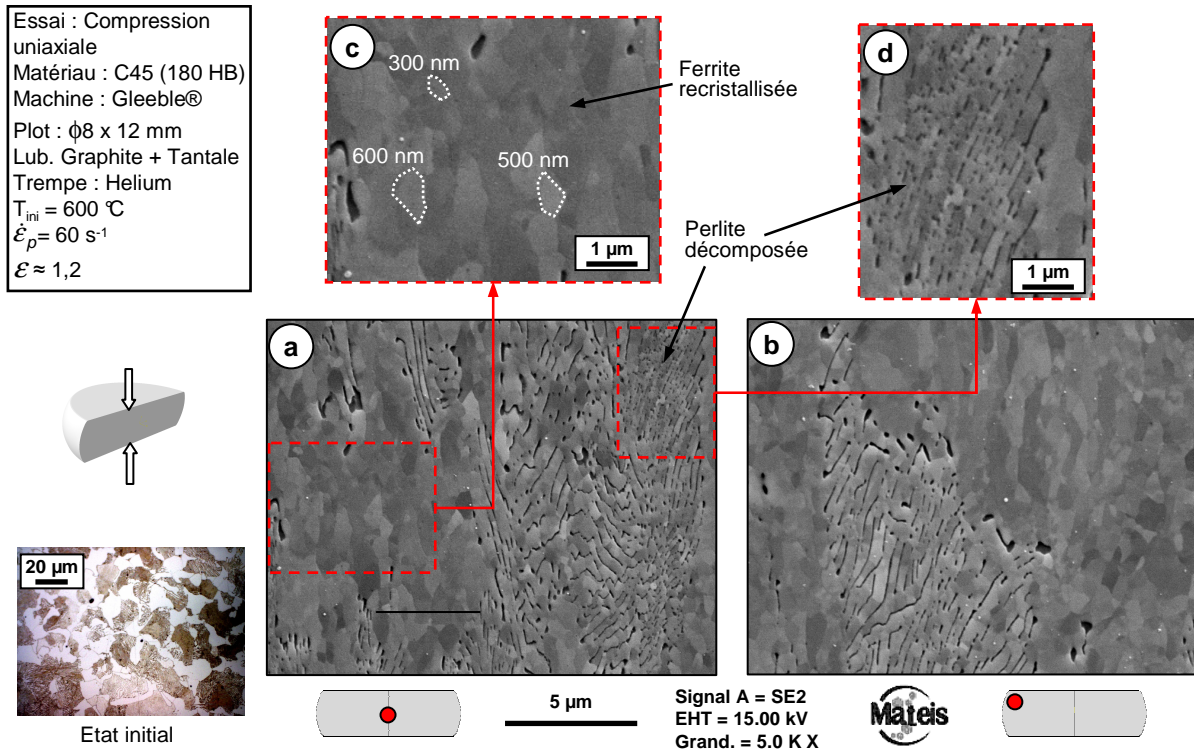 Essai : Compression
uniaxiale
Matériau : C45 (180 HB)
Machine : Gleeble®
Plot : ϕ8 x 12 mm
Lub. Graphite + Tantale
Trempe : Helium
Tini = 600 °C
ε̇p= 60 s-1
ε ≈ 1,2
c
300 nm
600 nm
500 nm
1 µm
Ferrite
recristallisée
Perlite
décomposée
d
1 µm
a
b
20 µm
Etat initial
5 µm
Signal A = SE2
EHT = 15.00 kV
Grand. = 5.0 K X
Mateis